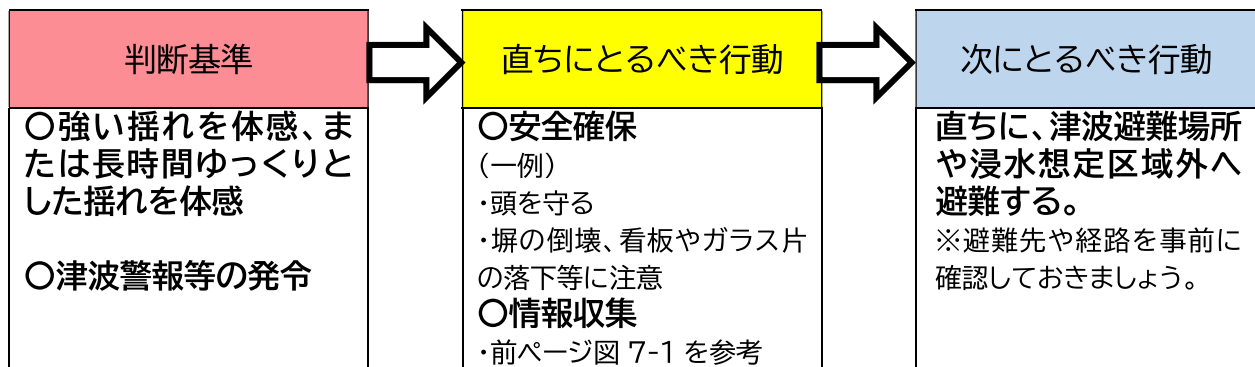 判断基準
〇強い揺れを体感、ま
たは長時間ゆっくりと
した揺れを体感
〇津波警報等の発令
直ちにとるべき行動
〇安全確保
（一例）
・頭を守る
・塀の倒壊、看板やガラス片
の落下等に注意
〇情報収集
・前ページ図 7-1 を参考
次にとるべき行動
直ちに、津波避難場所
や浸水想定区域外へ
避難する。
※避難先や経路を事前に
確認しておきましょう。